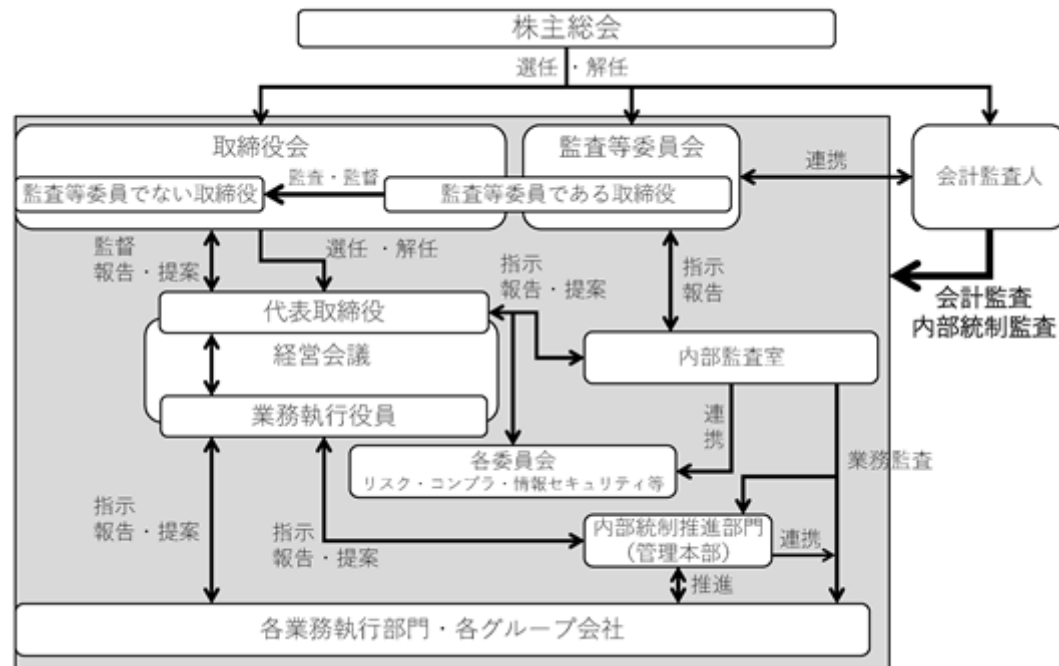 株主総会
選任・解任
取締役会
監査等委員会
連携
会計監査人
監査・監督
監査等委員でない取締役
監査等委員である取締役
監督
報告・提案
選任・解任
指示
報告・提案
指示
報告
会計監査
内部統制監査
代表取締役
経営会議
内部監査室
業務執行役員
連携
各委員会
リスク・コンプラ・情報セキュリティ等
業務監査
指示
報告・提案
指示
報告・提案
内部統制推進部門
（管理本部）
連携
推進
各業務執行部門・各グループ会社